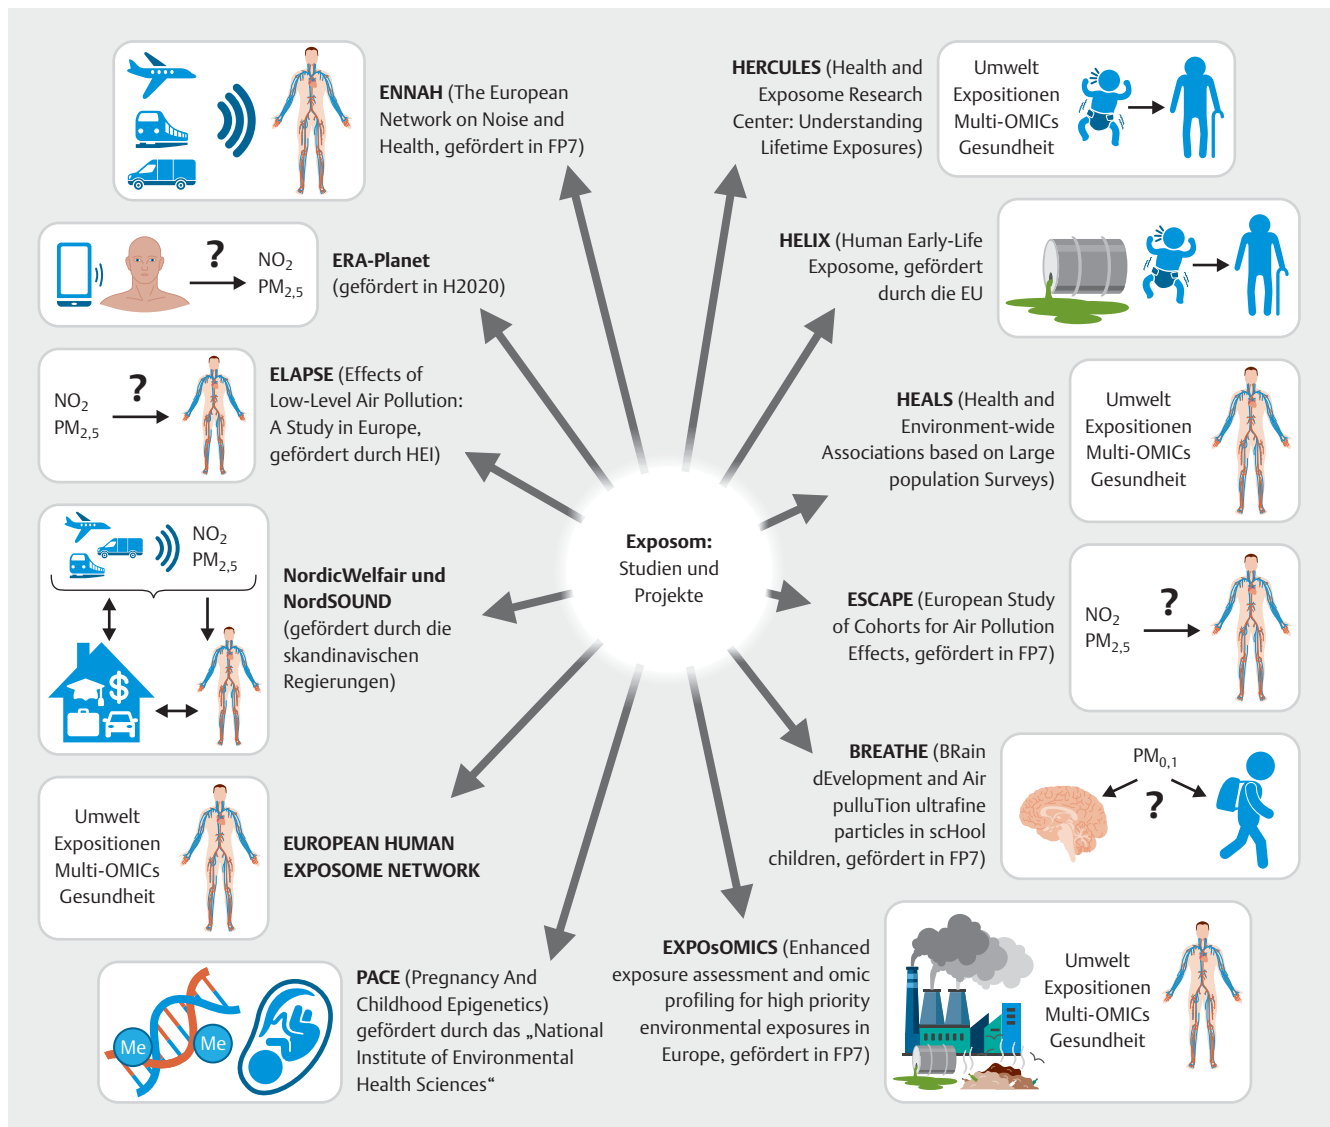 ENNAH (The European
Network on Noise and
Health, gefördert in FP7)
HERCULES (Health and
Exposome Research
Center: Understanding
Lifetime Exposures)
Umwelt
Expositionen
Multi-OMICs
Gesundheit
?
NO2
PM2,5
ERA-Planet
(gefördert in H2020)
HELIX (Human Early-Life
Exposome, gefördert
durch die EU
NO2
PM2,5
?
ELAPSE (Effects of
Low-Level Air Pollution:
A Study in Europe,
gefördert durch HEI)
HEALS (Health and
Environment-wide
Associations based on Large
population Surveys)
Umwelt
Expositionen
Multi-OMICs
Gesundheit
Exposom:
Studien und
Projekte
NO2
PM2,5
$
NordicWelfair und
NordSOUND
(gefördert durch die
skandinavischen
Regierungen)
ESCAPE (European Study
of Cohorts for Air Pollution
Effects, gefördert in FP7)
NO2
PM2,5
?
Umwelt
Expositionen
Multi-OMICs
Gesundheit
EUROPEAN HUMAN
EXPOSOME NETWORK
BREATHE (BRain
dEvelopment and Air
pulluTion ultrafine
particles in scHool
children, gefördert in FP7)
PM0,1
?
Me
Me
PACE (Pregnancy And
Childhood Epigenetics)
gefördert durch das „National
Institute of Environmental
Health Sciences“
EXPOsOMICS (Enhanced
exposure assessment and omic
profiling for high priority
environmental exposures in
Europe, gefördert in FP7)
Umwelt
Expositionen
Multi-OMICs
Gesundheit